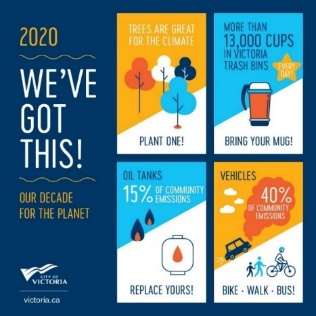 2020
WE'VE
GOT
THIS!
OUR DECADE
FOR THE PLANET
CITY OF
VICTORIA
victoria.ca
TREES ARE GREAT
FOR THE CLIMATE
PLANT ONE!
MORE THAN
13,000 CUPS
IN VICTORIA
TRASH BINS
EVERY
DAY!
BRING YOUR MUG!
OIL TANKS
15% OF COMMUNITY
EMISSIONS
REPLACE YOURS!
VEHICLES
40%
OF COMMUNITY
EMISSIONS
BIKE · WALK · BUS!